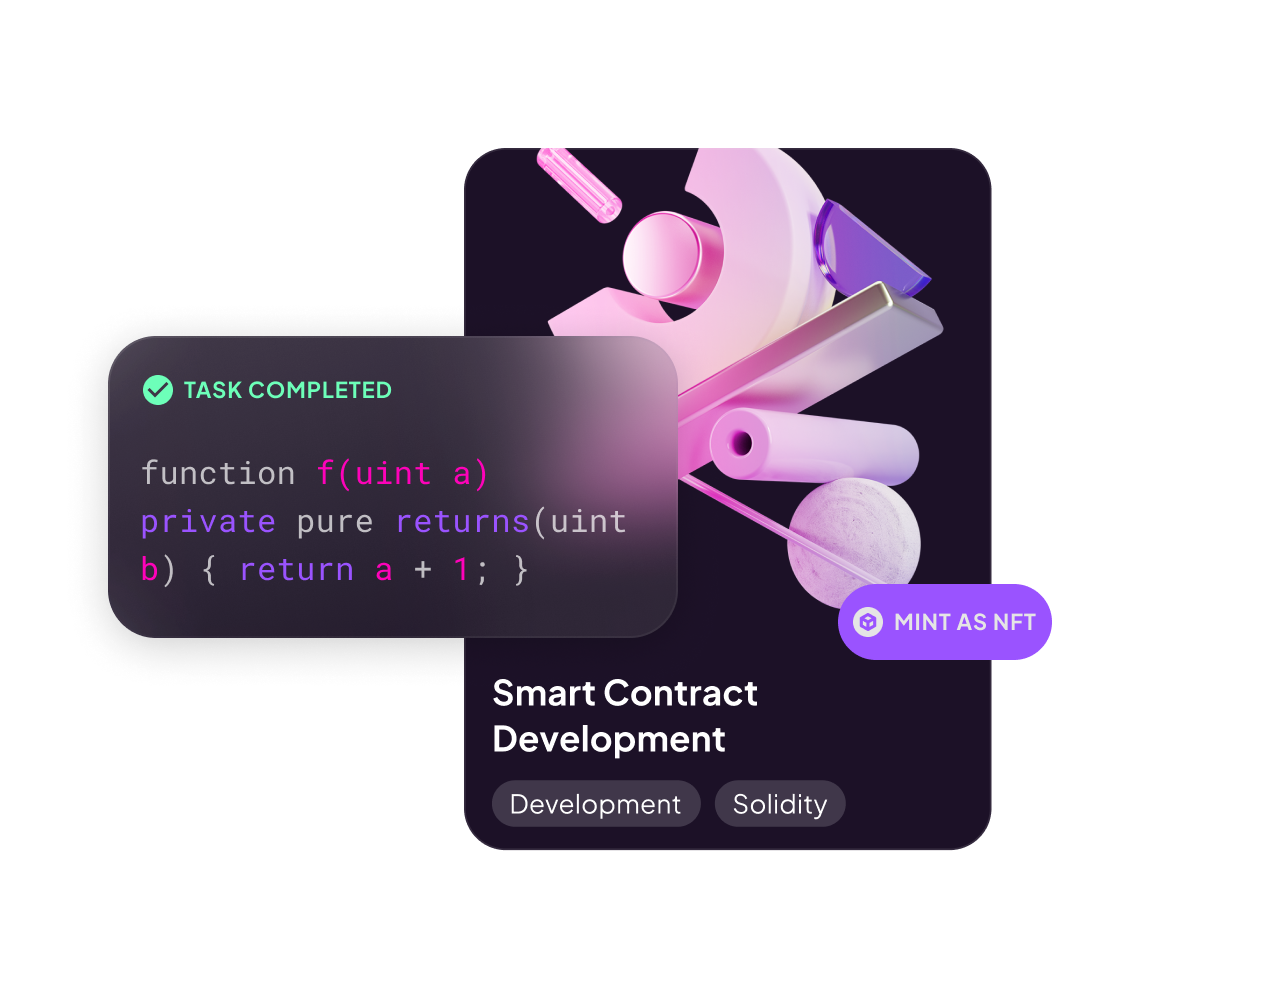 TASK COMPLETED
function f(uint a)
private pure returns(uint
b) { return a + 1; }
MINT AS NFT
Smart Contract
Development
Development
Solidity